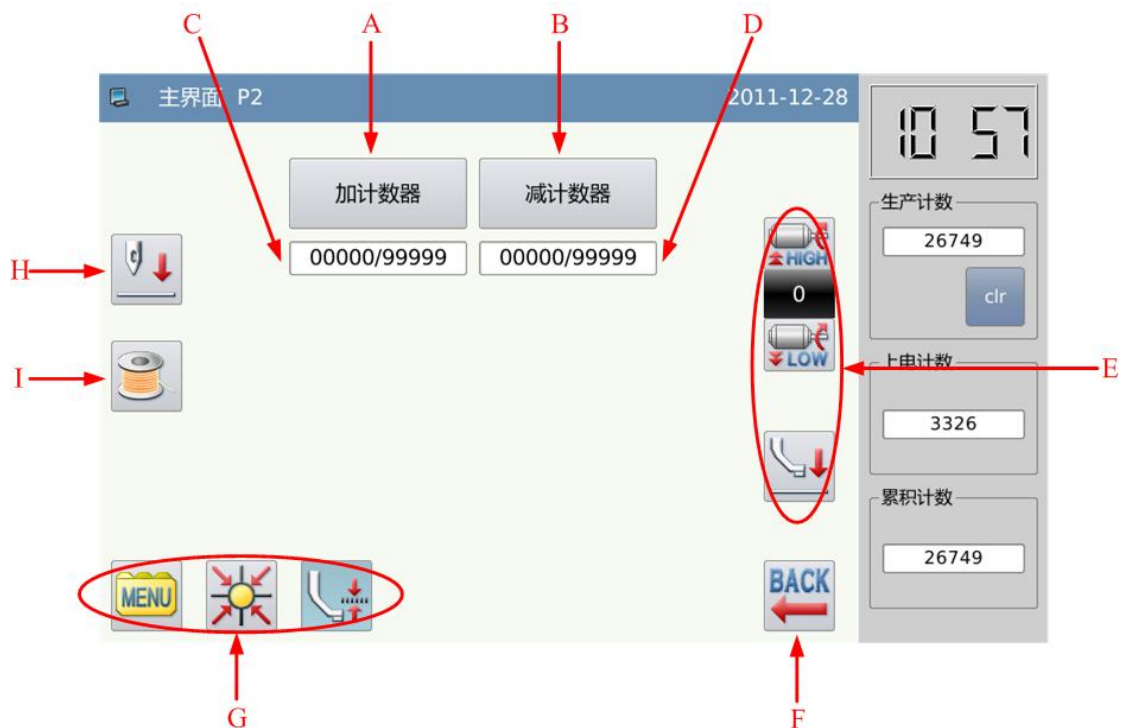 C A B D
主界面 P2 2011-12-28
10 57
加计数器 减计数器
生产计数
26749
00000/99999 00000/99999
HIGH
H
0
clr
LOW
上电计数
I E
3326
累积计数
26749
MENU BACK
G F